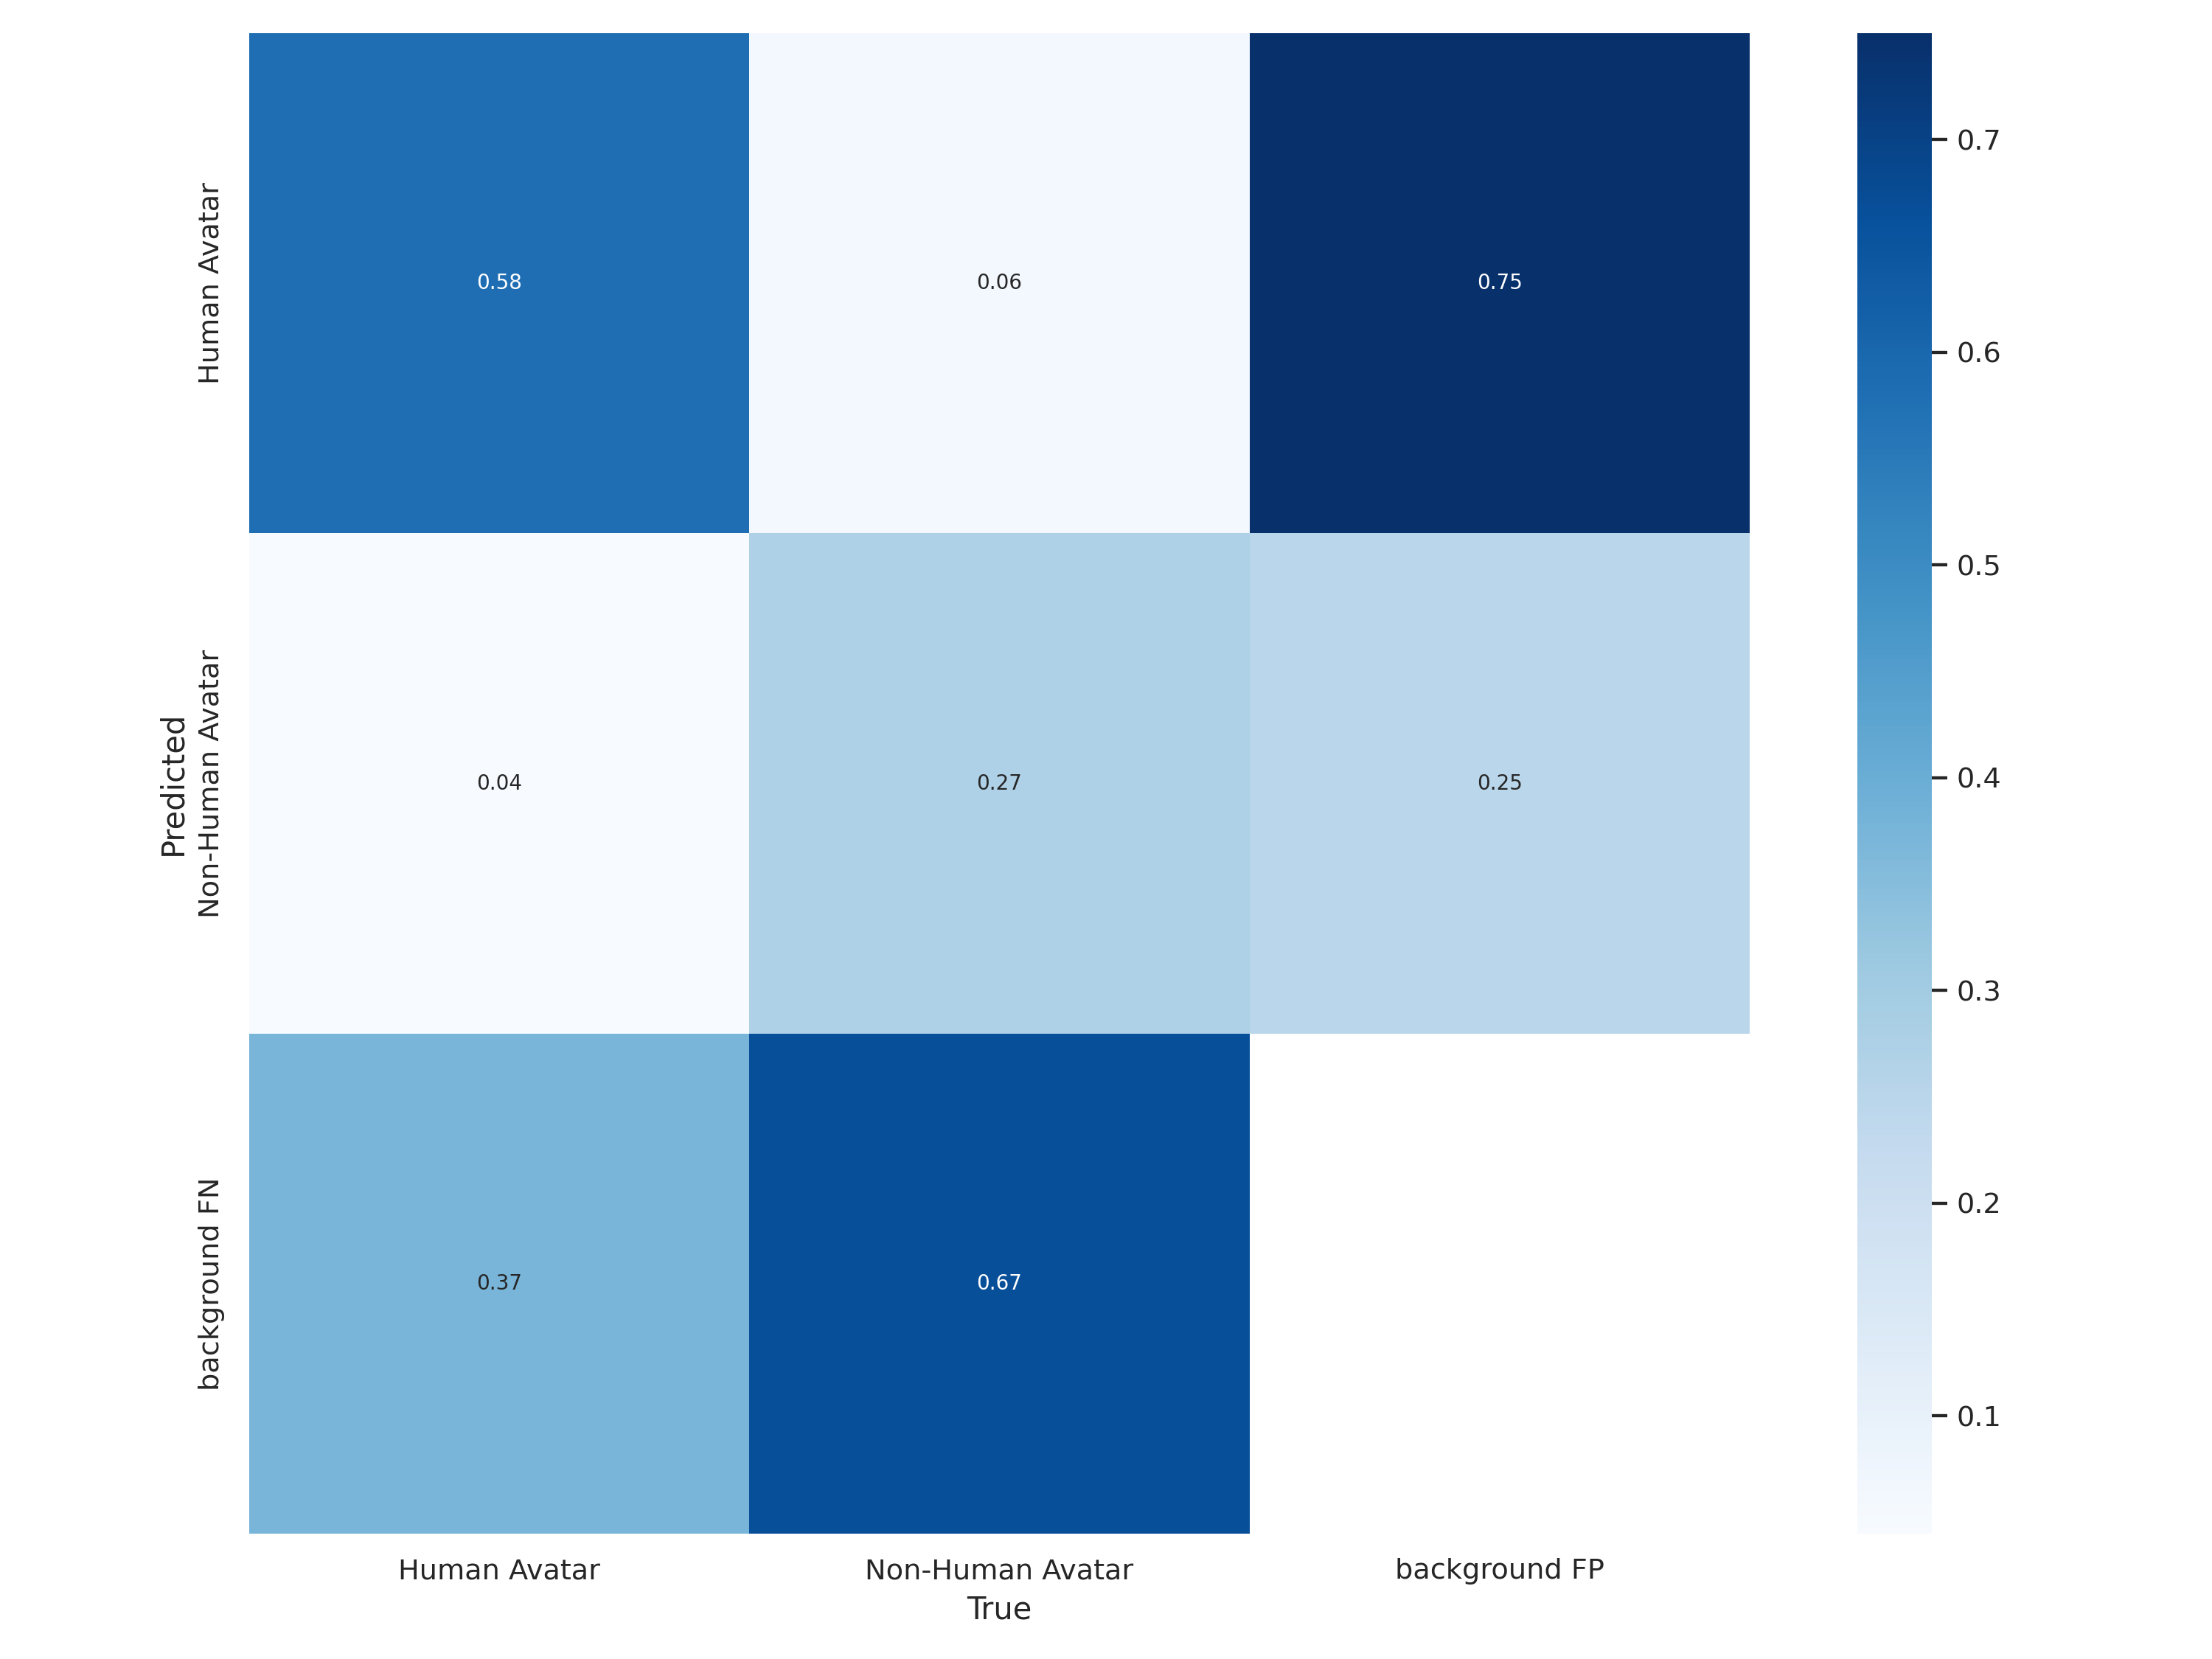 Predicted
Human Avatar
Non-Human Avatar
background FN
0.58
0.06
0.75
0.04
0.27
0.25
0.37
0.67
Human Avatar
Non-Human Avatar
background FP
True
0.7
0.6
0.5
0.4
0.3
0.2
0.1